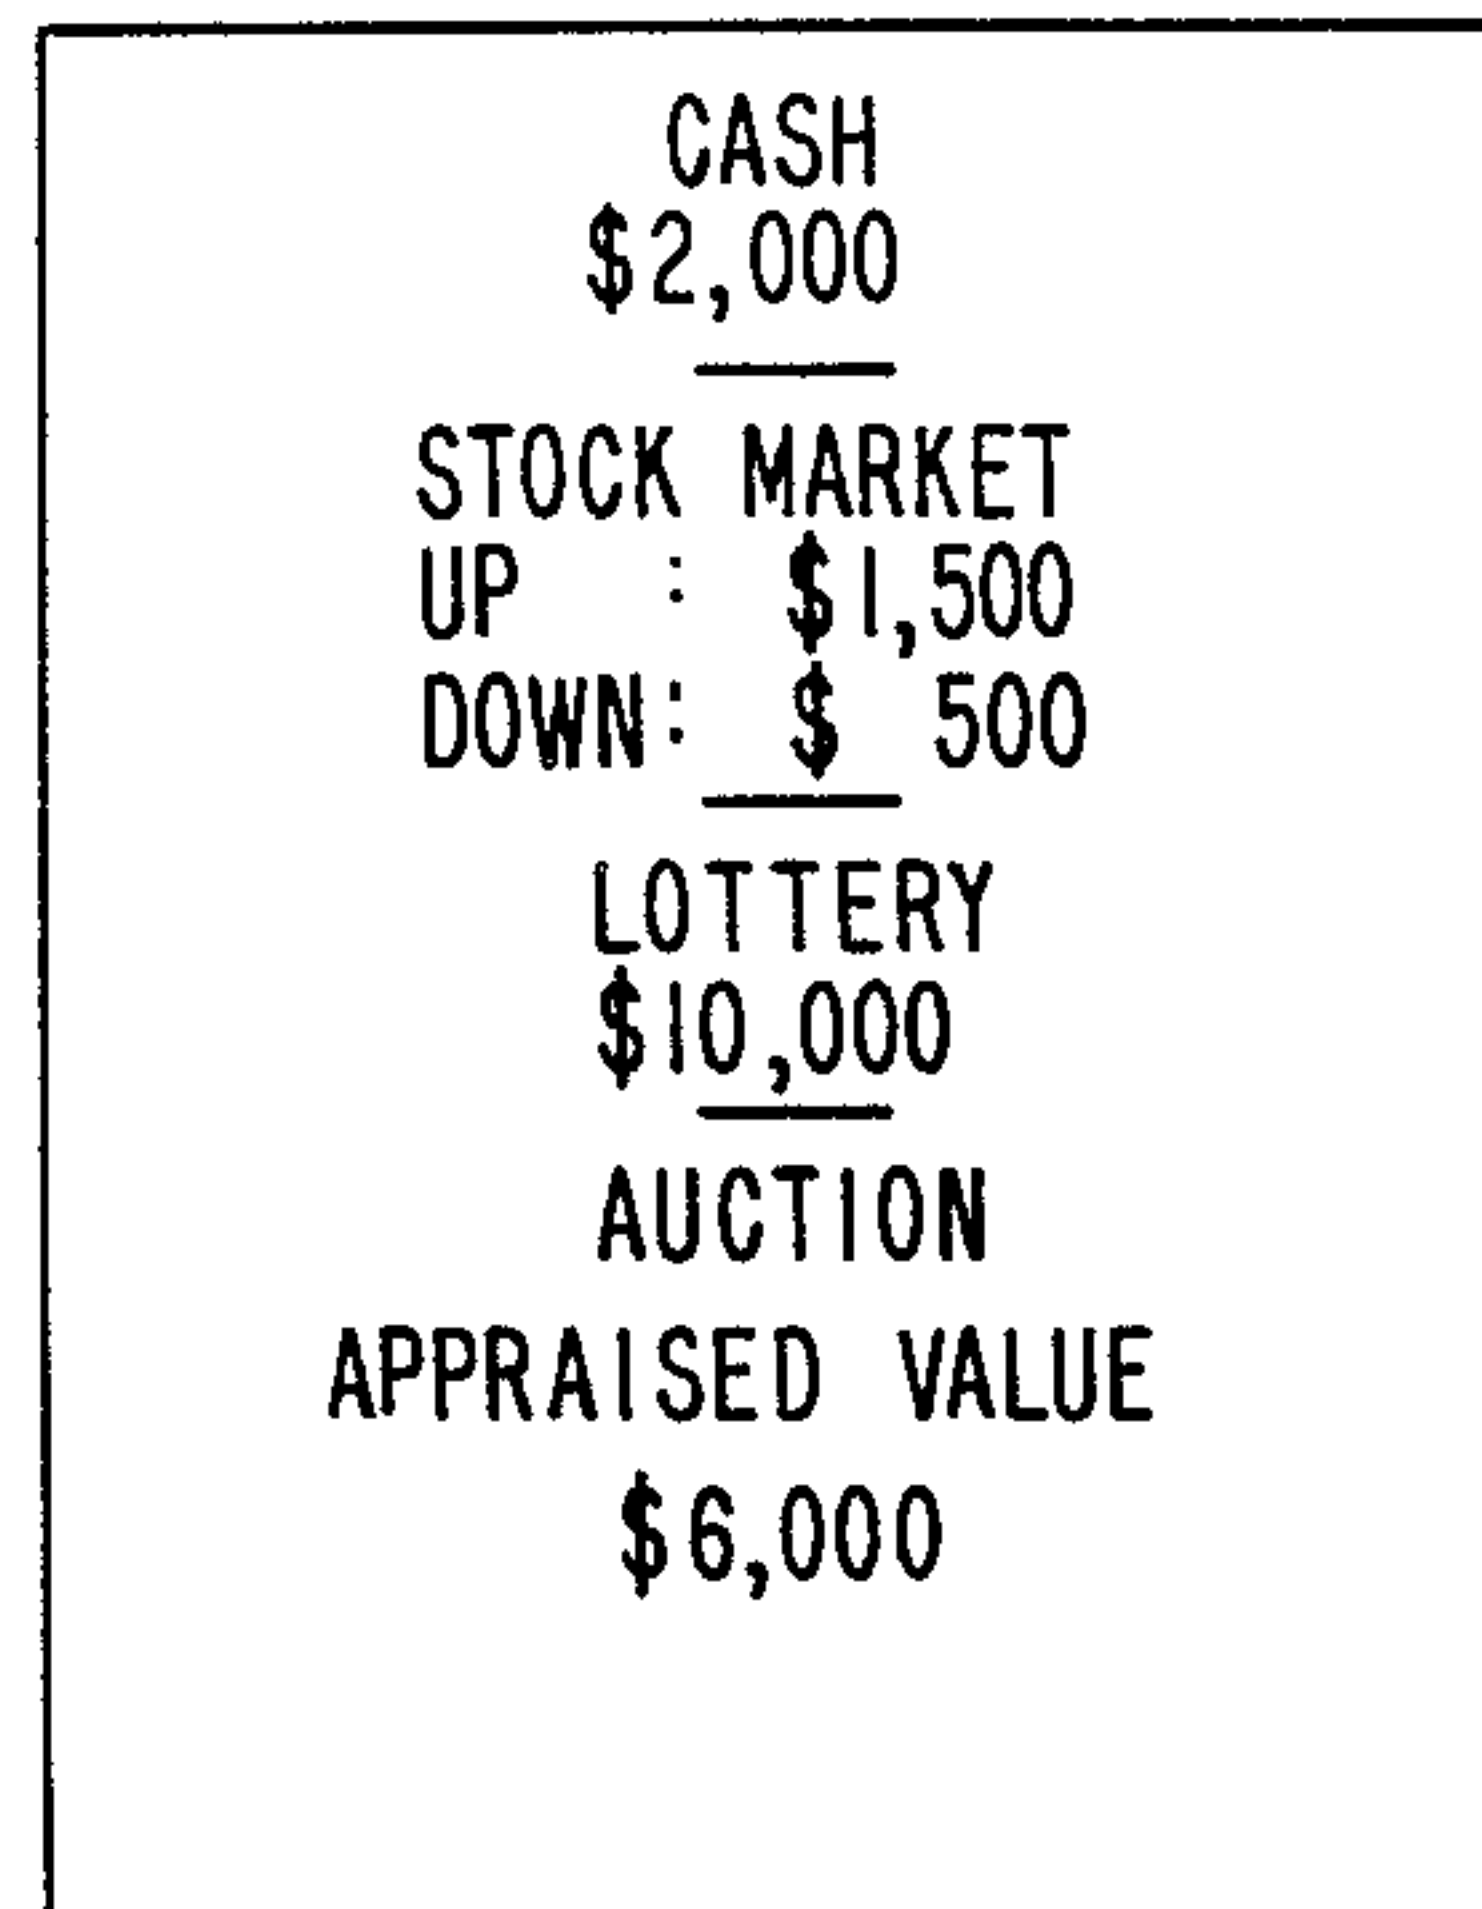 CASH
$2,000
STOCK MARKET
UP : $1,500
DOWN: $ 500
LOTTERY
$10,000
AUCTION
APPRAISED VALUE
$6,000